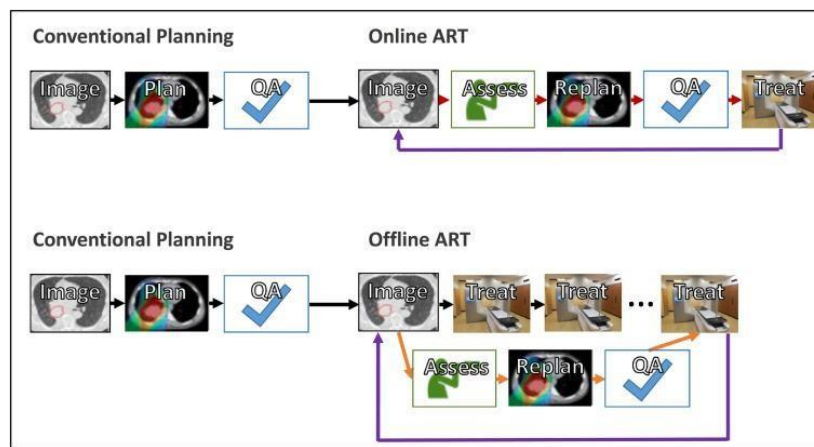 Conventional Planning Online ART
Image Plan QA Image Assess Replan QA Treat
Conventional Planning Offline ART
Image Plan QA Image Treat Treat ... Treat
Assess Replan QA